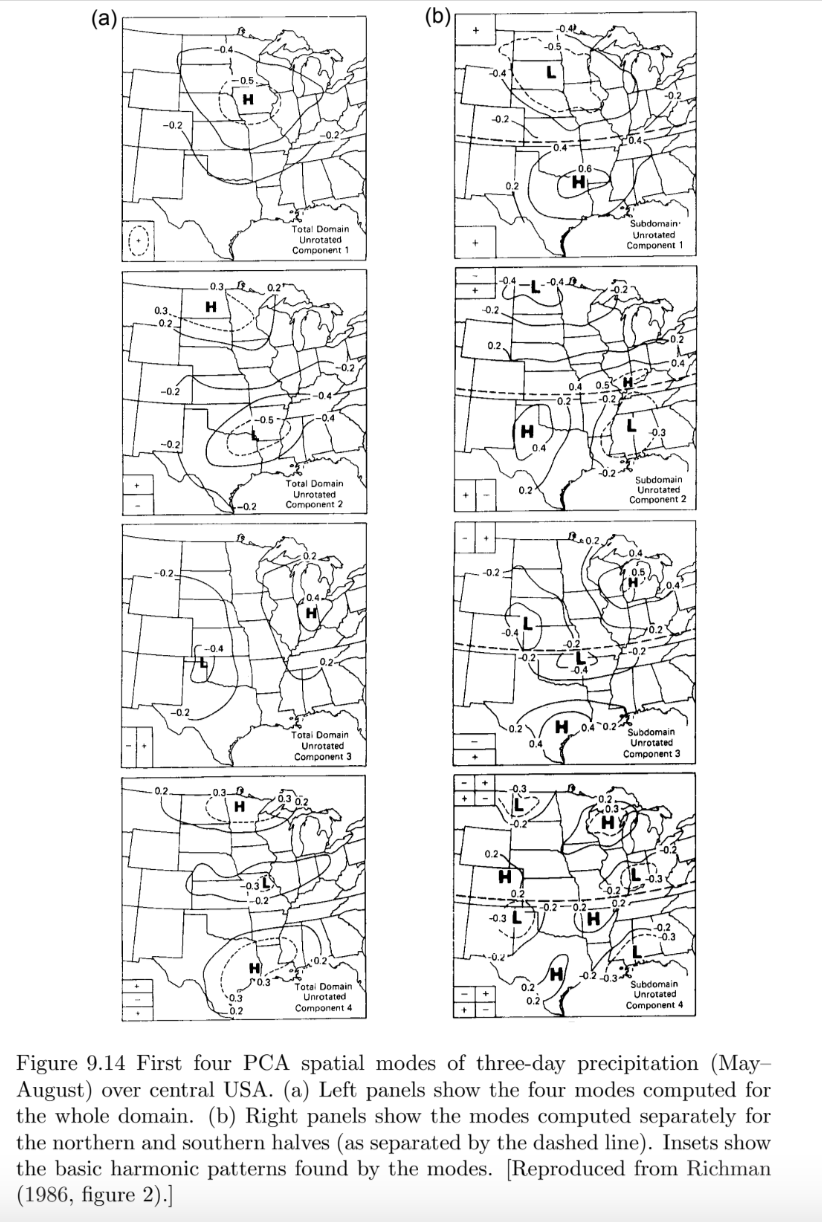 (a)
−0.4
−0.5
H
−0.2
−0.2
+
Total Domain
Unrotated
Component 1
(b)
+
−0.4
−0.5
−0.4
L
−0.2
−0.2
0.4
0.4
0.6
H
0.2
+
Subdomain
Unrotated
Component 1
0.3
0.2
H
0.3
0.2
−0.2
−0.2
−0.4
−0.5
−0.4
L
−0.2
−0.2
+
−
Total Domain
Unrotated
Component 2
−
+
−0.4
L
−0.4
−0.2
−0.2
0.2
0.2
0.4
0.4
0.5
H
0.2
−0.2
H
0.4
L
−0.3
−0.2
0.2
+ −
Subdomain
Unrotated
Component 2
0.2
−0.2
0.4
H
−0.4
L
0.2
−0.2
− +
Total Domain
Unrotated
Component 3
− +
0.2
0.4
−0.2
0.5
H
0.4
L
−0.4
0.2
−0.2
−0.2
−0.2
L
−0.4
0.2
H
0.4
−0.2
0.4
−
+
Subdomain
Unrotated
Component 3
0.2
0.3
H
0.3
0.2
−0.3
L
−0.2
0.2
H
0.3
0.3
0.2
+
−
+
Total Domain
Unrotated
Component 4
− +
+ −
−0.3
L
−0.2
0.2
0.3
H
−0.2
0.2
H
L
−0.3
0.2
−0.2
0.2
−0.2
0.2
−0.3
L
H
−0.2
−0.3
L
−0.2
H
−0.2
−0.3
0.2
0.2
− +
+ −
Subdomain
Unrotated
Component 4
Figure 9.14 First four PCA spatial modes of three-day precipitation (May–
August) over central USA. (a) Left panels show the four modes computed for
the whole domain. (b) Right panels show the modes computed separately for
the northern and southern halves (as separated by the dashed line). Insets show
the basic harmonic patterns found by the modes. [Reproduced from Richman
(1986, figure 2).]